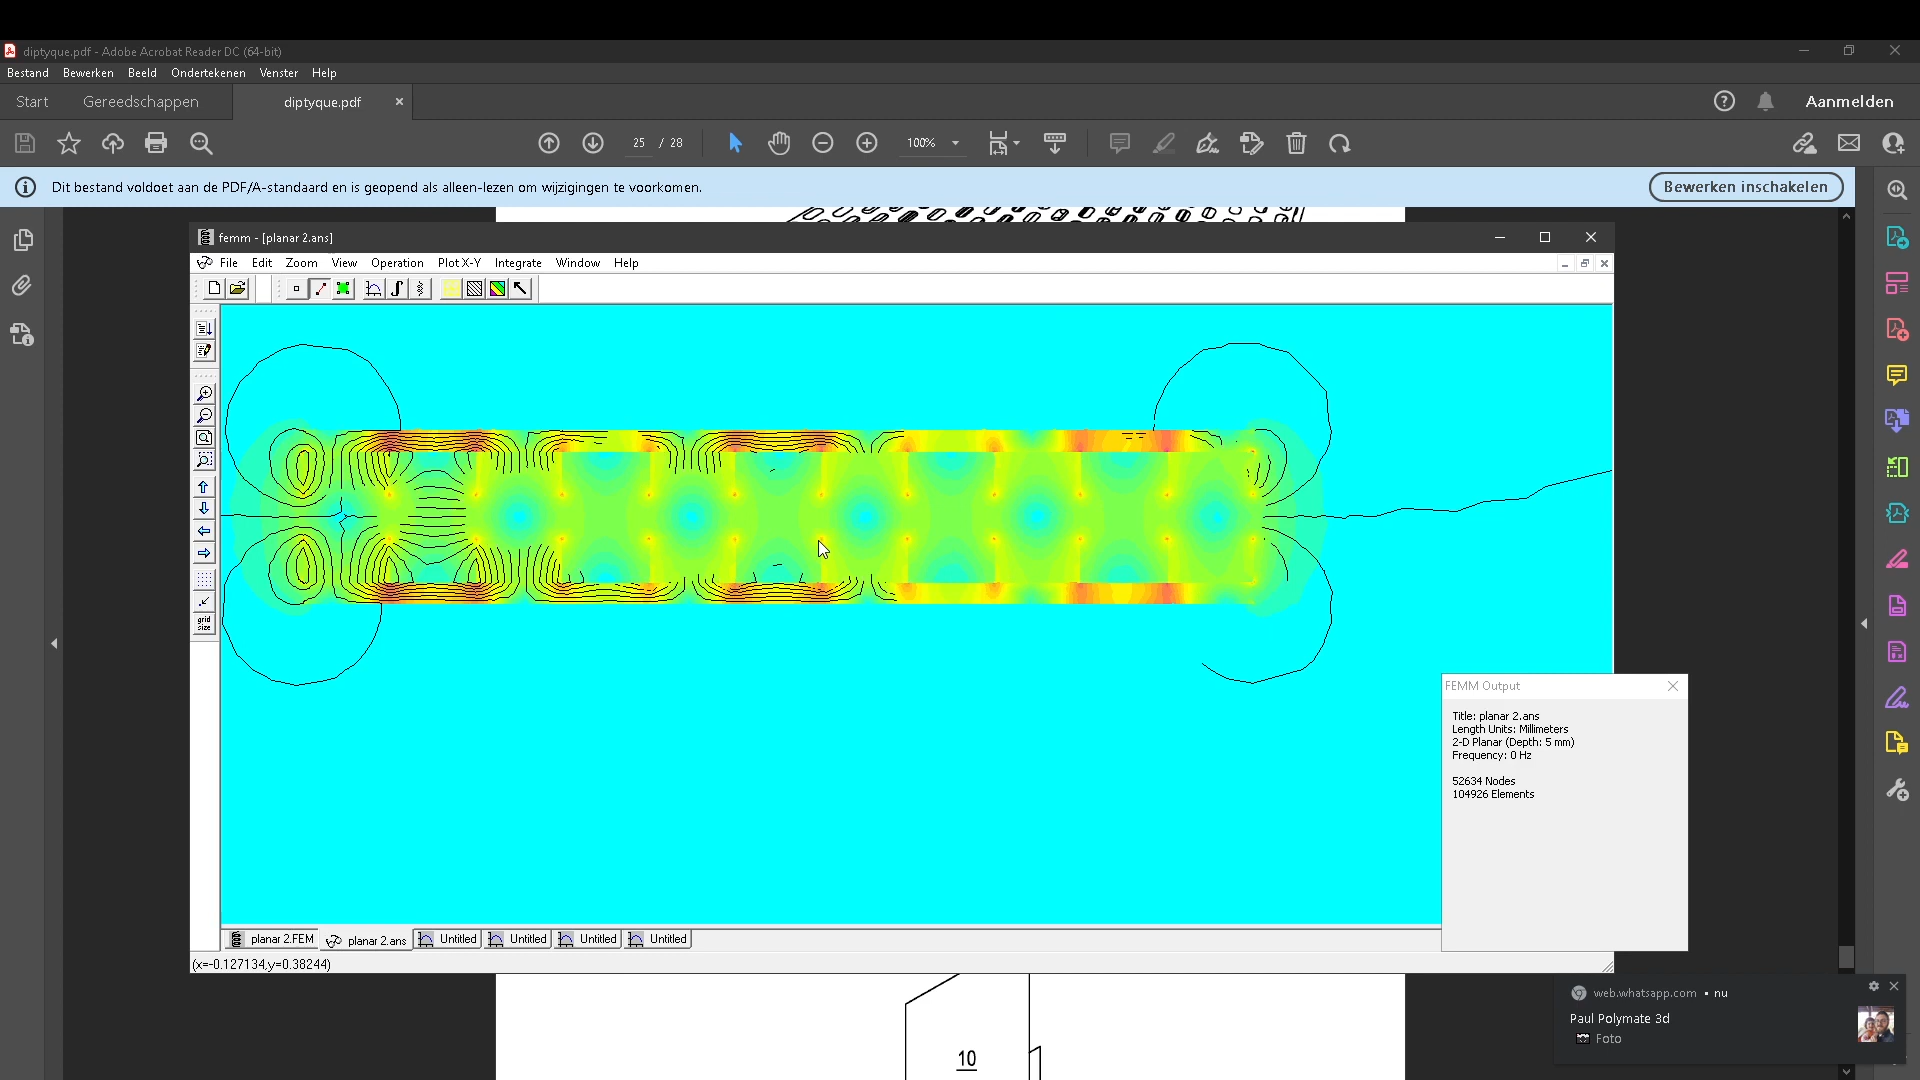 diptyque.pdf - Adobe Acrobat Reader DC (64-bit)
Bestand Bewerken Beeld Ondertekenen Venster Help
Start Gereedschappen diptyque.pdf Aanmelden
25 / 28 100%
Dit bestand voldoet aan de PDF/A-standaard en is geopend als alleen-lezen om wijzigingen te voorkomen. Bewerken inschakelen
femm - [planar 2.ans]
File Edit Zoom View Operation Plot X-Y Integrate Window Help
grid
size
FEMM Output
Title: planar 2.ans
Length Units: Millimeters
2-D Planar (Depth: 5 mm)
Frequency: 0 Hz
52634 Nodes
104926 Elements
planar 2.FEM planar 2.ans Untitled Untitled Untitled Untitled
(x=-0.127134,y=0.38244)
web.whatsapp.com • nu
Paul Polymate 3d
Foto
10